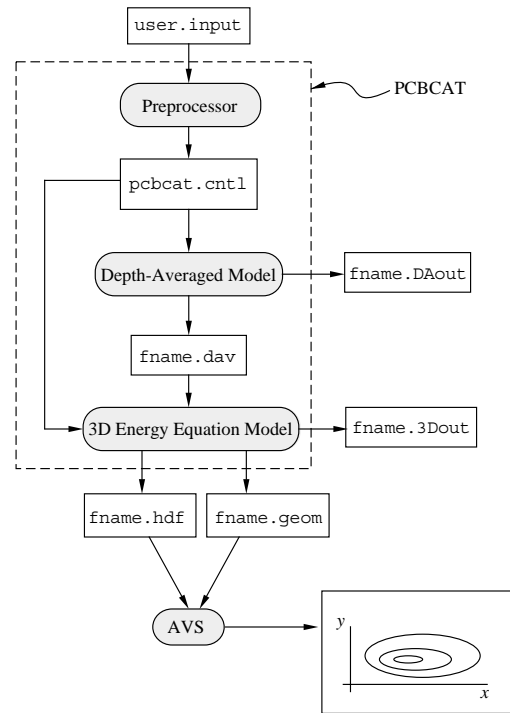 user.input
PCBCAT
Preprocessor
pcbcat.cntl
Depth-Averaged Model
fname.DAout
fname.dav
3D Energy Equation Model
fname.3Dout
fname.hdf
fname.geom
AVS
y
x